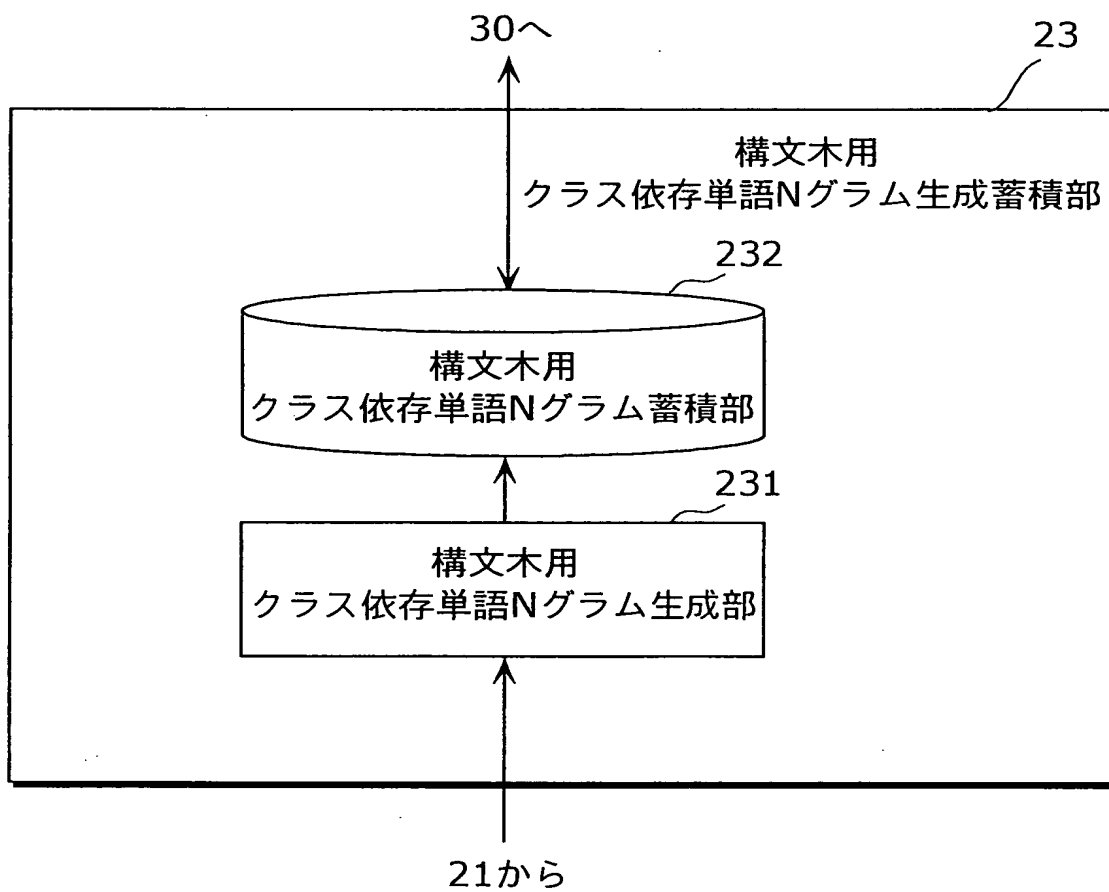 30へ
23
構文木用
クラス依存単語Nグラム生成蓄積部
232
構文木用
クラス依存単語Nグラム蓄積部
231
構文木用
クラス依存単語Nグラム生成部
21から